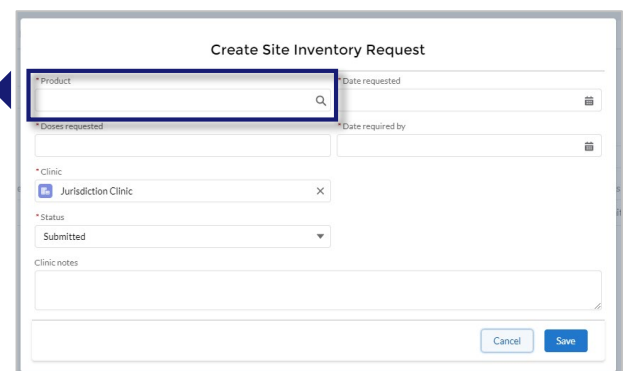 Create Site Inventory Request
* Product
* Date requested
* Doses requested
* Date required by
* Clinic
Jurisdiction Clinic
* Status
Submitted
Clinic notes
Cancel Save